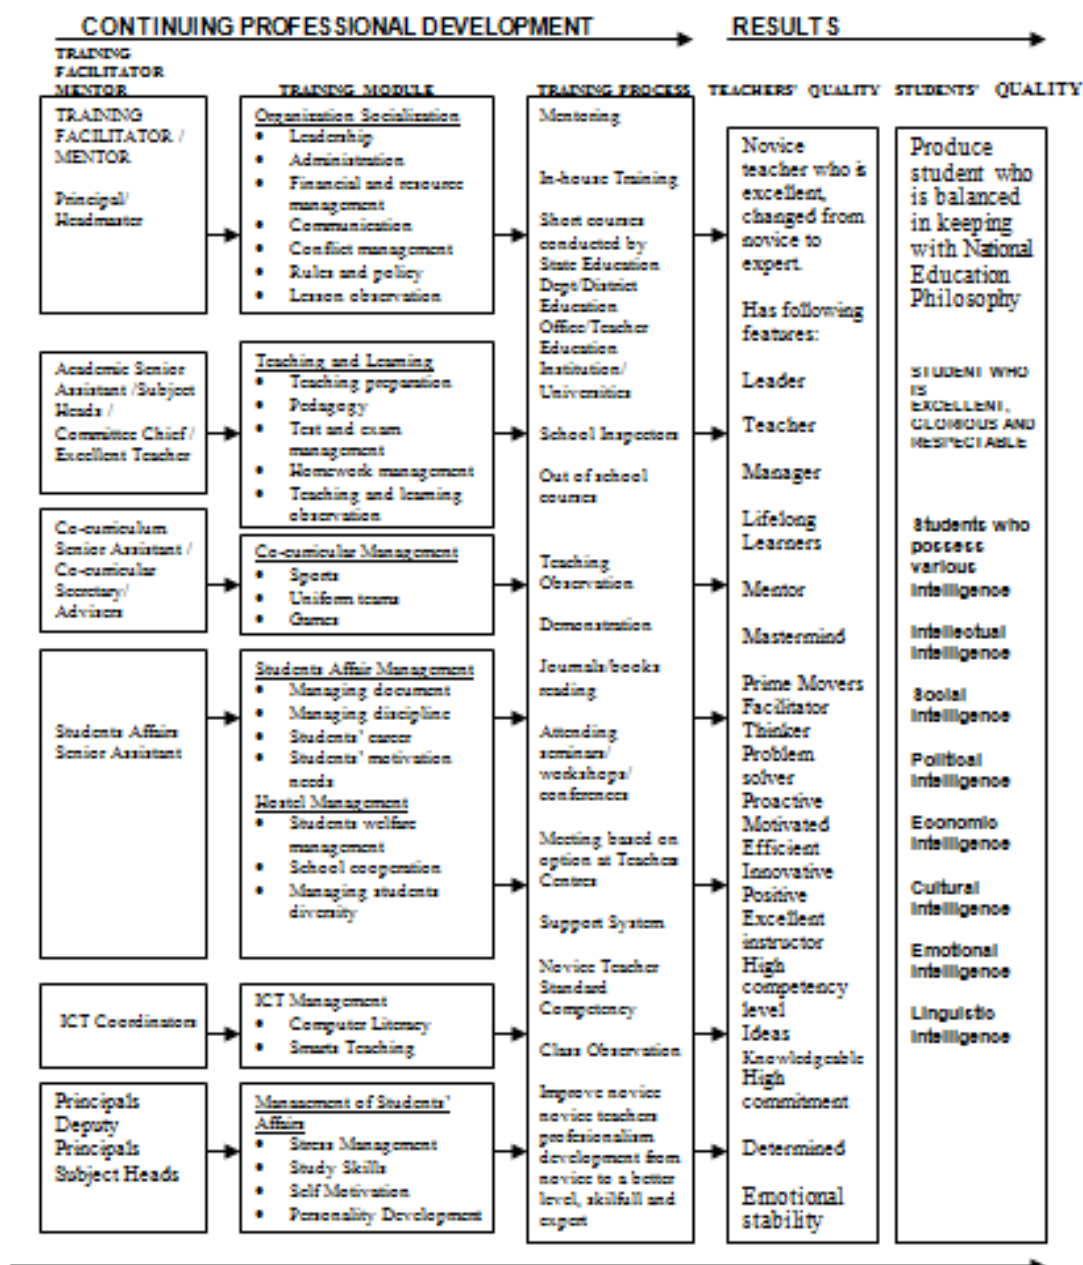 CONTINUING PROFESSIONAL DEVELOPMENT
RESULTS
TRAINING
FACILITATOR
MENTOR
TRAINING MODULE
TRAINING PROCESS
TEACHERS' QUALITY
STUDENTS' QUALITY
TRAINING
FACILITATOR /
MENTOR
Principal/
Headmaster
Organization Socialization
• Leadership
• Administration
• Financial and resource
management
• Communication
• Conflict management
• Rules and policy
• Lesson observation
Academic Senior
Assistant /Subject
Heads /
Committee Chief /
Excellent Teacher
Teaching and Learning
• Teaching preparation
• Pedagogy
• Test and exam
management
• Homework management
• Teaching and learning
observation
Co-curriculum
Senior Assistant /
Co-curricular
Secretary/
Advisers
Co-curricular Management
• Sports
• Uniform teams
• Games
Students Affairs
Senior Assistant
Students Affair Management
• Managing document
• Managing discipline
• Students' career
• Students' motivation
needs
Hostel Management
• Students welfare
management
• School cooperation
• Managing students
diversity
ICT Coordinators
ICT Management
• Computer Literacy
• Smarts Teaching
Principals
Deputy
Principals
Subject Heads
Manaaement of Students'
Affairs
• Stress Management
• Study Skills
• Self Motivation
• Personality Development
Mentoring
In-house Training
Short courses
conducted by
State Education
Dept/District
Education
Office/Teacher
Education
Institution/
Universities
School Inspectors
Out of school
courses
Teaching
Observation
Demonstration
Journals/books
reading
Attending
seminars/
workshops/
conferences
Meeting based on
option at Teaches
Centres
Support System
Novice Teacher
Standard
Competency
Class Observation
Improve novice
novice teachers
profesionalism
development from
novice to a better
level, skilfull and
expert
Novice
teacher who is
excellent,
changed from
novice to
expert.
Has following
features:
Leader
Teacher
Manager
Lifelong
Learners
Mentor
Mastermind
Prime Movers
Facilitator
Thinker
Problem
solver
Proactive
Motivated
Efficient
Innovative
Positive
Excellent
instructor
High
competency
level
Ideas
Knowledgeable
High
commitment
Determined
Emotional
stability
Produce
student who
is balanced
in keeping
with National
Education
Philosophy
STUDENT WHO
IS
EXCELLENT,
GLORIOUS AND
RESPECTABLE
Students who
possess
various
intelligence
Intellectual
Intelligence
Social
Intelligence
Political
Intelligence
Economic
Intelligence
Cultural
Intelligence
Emotional
Intelligence
Linguistic
Intelligence